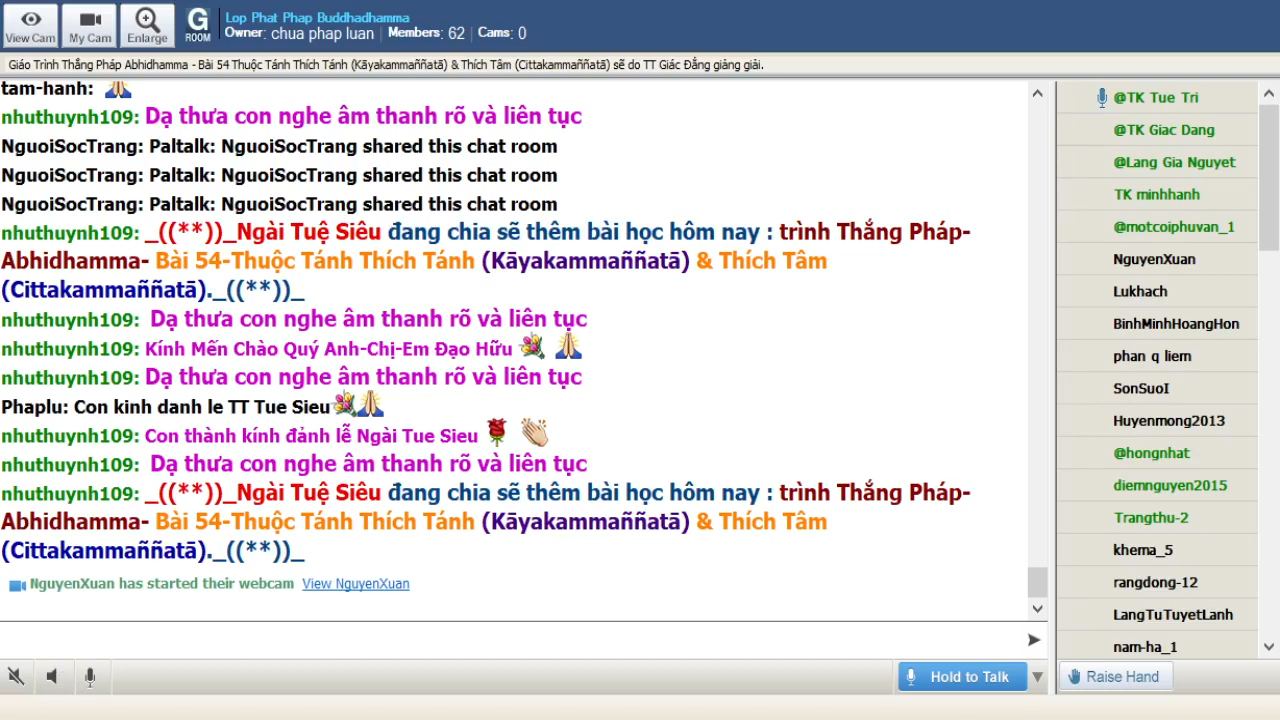 View Cam
My Cam
Enlarge
G
ROOM
Lop Phat Phap Buddhadhamma
Owner: chua phap luan | Members: 62 | Cams: 0
Giáo Trình Thắng Pháp Abhidhamma - Bài 54 Thuộc Tánh Thích Tánh (Kāyakammaññatā) & Thích Tâm (Cittakammaññatā) sẽ do TT Giác Đẳng giảng giải.
tam-hanh:
nhuthuynh109: Dạ thưa con nghe âm thanh rõ và liên tục
NguoiSocTrang: Paltalk: NguoiSocTrang shared this chat room
NguoiSocTrang: Paltalk: NguoiSocTrang shared this chat room
NguoiSocTrang: Paltalk: NguoiSocTrang shared this chat room
nhuthuynh109: _((**))_Ngài Tuệ Siêu đang chia sẽ thêm bài học hôm nay : trình Thắng Pháp-
Abhidhamma- Bài 54-Thuộc Tánh Thích Tánh (Kāyakammaññatā) & Thích Tâm
(Cittakammaññatā)._((**))_
nhuthuynh109: Dạ thưa con nghe âm thanh rõ và liên tục
nhuthuynh109: Kính Mến Chào Quý Anh-Chị-Em Đạo Hữu
nhuthuynh109: Dạ thưa con nghe âm thanh rõ và liên tục
Phaplu: Con kinh danh le TT Tue Sieu
nhuthuynh109: Con thành kính đảnh lễ Ngài Tue Sieu
nhuthuynh109: Dạ thưa con nghe âm thanh rõ và liên tục
nhuthuynh109: _((**))_Ngài Tuệ Siêu đang chia sẽ thêm bài học hôm nay : trình Thắng Pháp-
Abhidhamma- Bài 54-Thuộc Tánh Thích Tánh (Kāyakammaññatā) & Thích Tâm
(Cittakammaññatā)._((**))_
NguyenXuan has started their webcam View NguyenXuan
@TK Tue Tri
@TK Giac Dang
@Lang Gia Nguyet
TK minhhanh
@motcoiphuvan_1
NguyenXuan
Lukhach
BinhMinhHoangHon
phan q liem
SonSuoI
Huyenmong2013
@hongnhat
diemnguyen2015
Trangthu-2
khema_5
rangdong-12
LangTuTuyetLanh
nam-ha_1
Hold to Talk
Raise Hand